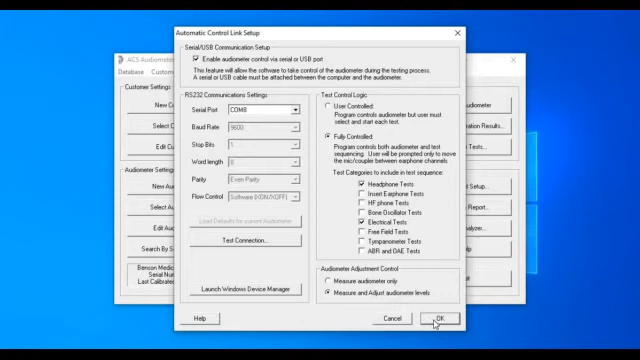 Automatic Control Link Setup
Serial/USB Communication Setup
Enable audiometer control via serial or USB port
This feature will allow the software to take control of the audiometer during the testing process.
A serial or USB cable must be attached between the computer and the audiometer.
RS232 Communications Settings
Serial Port COM8
Baud Rate 9600
Stop Bits 1
Word length 8
Parity Even Parity
Flow Control Software (XON/XOFF)
Load Defaults for current Audiometer
Test Connection...
Launch Windows Device Manager
Test Control Logic
User Controlled:
Program controls audiometer but user must
select and start each test.
Fully Controlled:
Program controls both audiometer and test
sequencing. User will be prompted only to move
the mic/coupler between earphone channels
Test Categories to include in test sequence:
Headphone Tests
Insert Earphone Tests
HF phone Tests
Bone Oscillator Tests
Electrical Tests
Free Field Tests
Tympanometer Tests
ABR and OAE Tests
Audiometer Adjustment Control
Measure audiometer only
Measure and Adjust audiometer levels
Help
Cancel
OK
ACS Audiometer
Database Custom
Customer Settings
New C
Select C
Edit Cu
Audiometer Settings
New Au
Select Au
Edit Aud
Search By S
Benson Medic
Serial Nu
Last Calibrate
udiometer
ration Results...
Tests...
Setup...
Report...
alyzer...